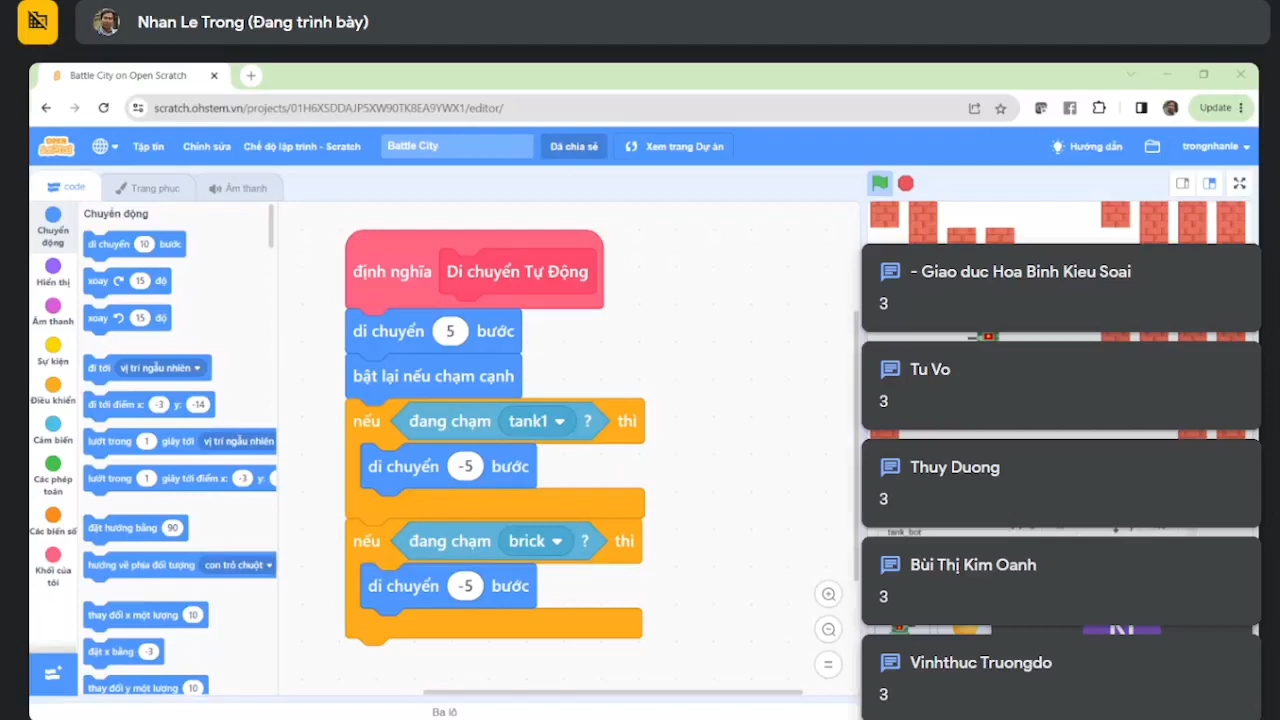 Nhan Le Trong (Đang trình bày)
Battle City on Open Scratch
scratch.ohstem.vn/projects/01H6XSDDAJP5XW90TK8EA9YWX1/editor/
Update
Tập tin
Chỉnh sửa
Chế độ lập trình - Scratch
Battle City
Đã chia sẻ
Xem trang Dự án
Hướng dẫn
trongnhanle
code
Trang phục
Âm thanh
Chuyển động
Hiển thị
Âm thanh
Sự kiện
Điều khiển
Cảm biến
Các phép toán
Các biến số
Khối của tôi
Chuyển động
di chuyển 10 bước
xoay 15 độ
xoay 15 độ
đi tới vị trí ngẫu nhiên
đi tới điểm x: -3 y: -14
lướt trong 1 giây tới vị trí ngẫu nhiên
lướt trong 1 giây tới điểm x: -3 y:
đặt hướng bằng 90
hướng về phía đối tượng con trỏ chuột
thay đổi x một lượng 10
đặt x bằng -3
thay đổi y một lượng 10
định nghĩa Di chuyển Tự Động
di chuyển 5 bước
bật lại nếu chạm cạnh
nếu đang chạm tank1 ? thì
di chuyển -5 bước
nếu đang chạm brick ? thì
di chuyển -5 bước
Ba lô
- Giao duc Hoa Binh Kieu Soai
3
Tu Vo
3
Thuy Duong
3
tank_bot
Bùi Thị Kim Oanh
3
Vinhthuc Truongdo
3